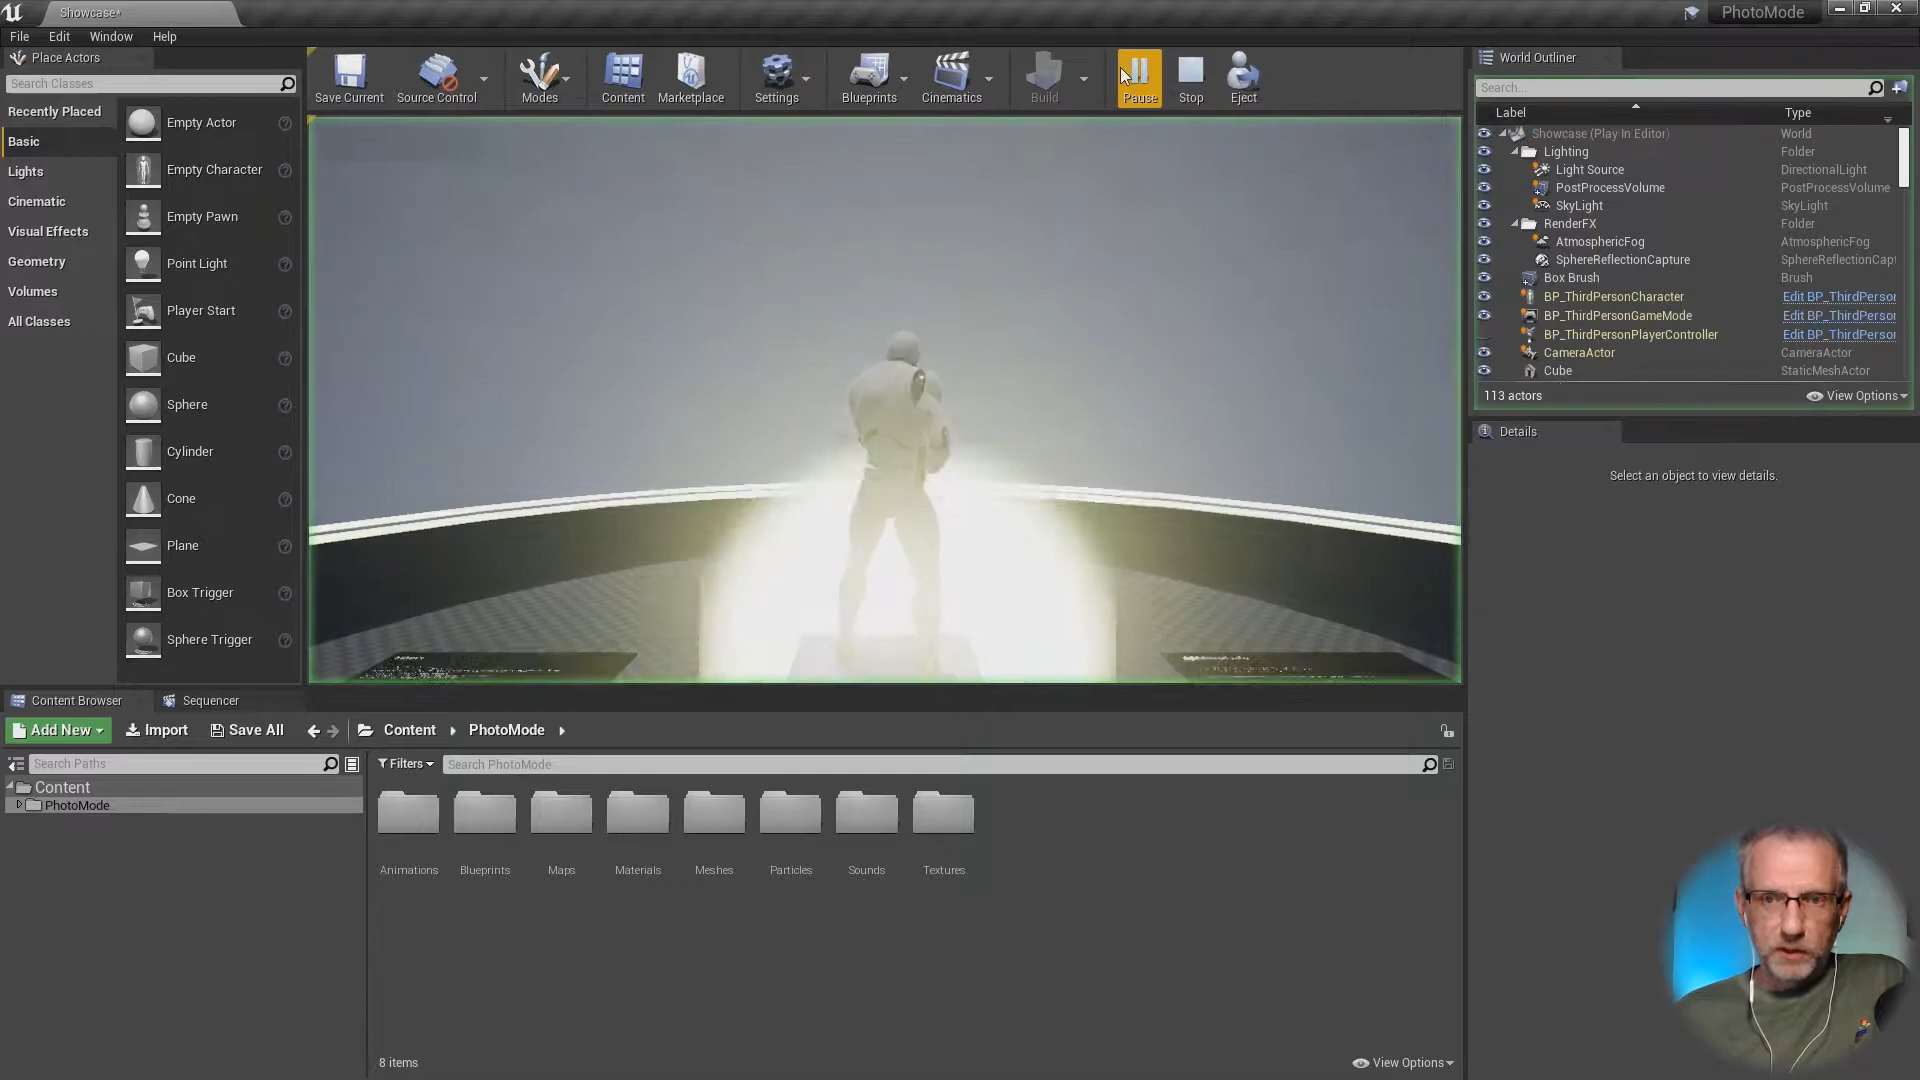 Showcase*
PhotoMode
File Edit Window Help
Place Actors
Search Classes
Recently Placed
Basic
Lights
Cinematic
Visual Effects
Geometry
Volumes
All Classes
Empty Actor
Empty Character
Empty Pawn
Point Light
Player Start
Cube
Sphere
Cylinder
Cone
Plane
Box Trigger
Sphere Trigger
Save Current
Source Control
Modes
Content
Marketplace
Settings
Blueprints
Cinematics
Build
Pause
Stop
Eject
World Outliner
Search...
Label Type
Showcase (Play In Editor) World
Lighting Folder
Light Source DirectionalLight
PostProcessVolume PostProcessVolume
SkyLight SkyLight
RenderFX Folder
AtmosphericFog AtmosphericFog
SphereReflectionCapture SphereReflectionCapt
Box Brush Brush
BP_ThirdPersonCharacter Edit BP_ThirdPerson
BP_ThirdPersonGameMode Edit BP_ThirdPerson
BP_ThirdPersonPlayerController Edit BP_ThirdPerson
CameraActor CameraActor
Cube StaticMeshActor
113 actors
View Options
Details
Select an object to view details.
Content Browser
Sequencer
Add New
Import
Save All
Content
PhotoMode
Search Paths
Content
PhotoMode
Filters
Search PhotoMode
Animations
Blueprints
Maps
Materials
Meshes
Particles
Sounds
Textures
8 items
View Options